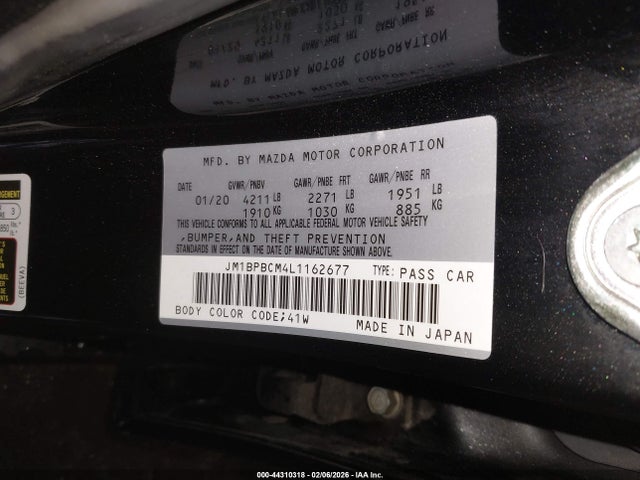 MFD. BY MAZDA MOTOR CORPORATION
DATE GVWR/PNBV GAWR/PNBE FRT GAWR/PNBE RR
01/20 4211 LB 2271 LB 1951 LB
1910 KG 1030 KG 885 KG
THIS VEHICLE CONFORMS TO ALL APPLICABLE FEDERAL MOTOR VEHICLE SAFETY
,BUMPER,AND THEFT PREVENTION
STANDARDS IN EFFECT ON THE DATE OF MANUFACTURE SHOWN ABOVE.
JM1BPBCM4L1162677 TYPE: PASS CAR
BODY COLOR CODE;41W MADE IN JAPAN
(BEEVA)
000-44310318 - 02/06/2026 - IAA Inc.